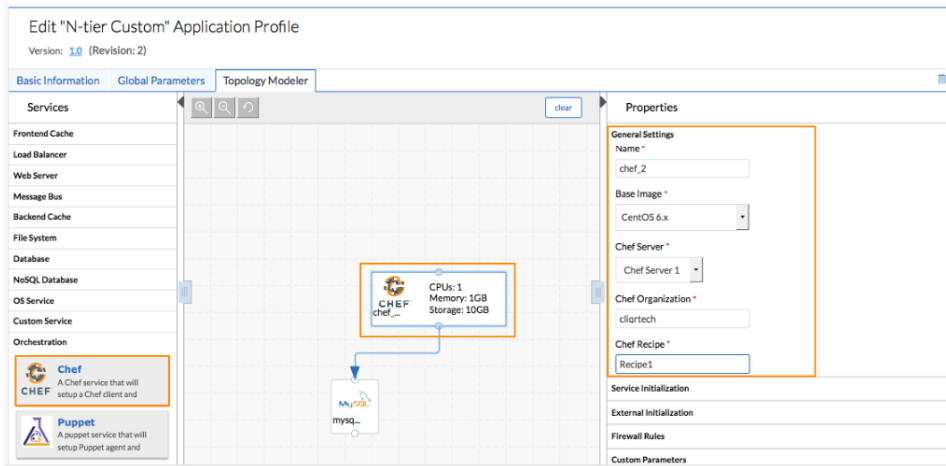 Edit "N-tier Custom" Application Profile
Version: 1.0 (Revision: 2)
Basic Information Global Parameters Topology Modeler
Services
Frontend Cache
Load Balancer
Web Server
Message Bus
Backend Cache
File System
Database
NoSQL Database
OS Service
Custom Service
Orchestration
CHEF
Chef
A Chef service that will
setup a Chef client and
Puppet
A puppet service that will
setup Puppet agent and
clear
CHEF
chef_...
CPUs: 1
Memory: 1GB
Storage: 10GB
MySQL
mysq...
Properties
General Settings
Name *
chef_2
Base Image *
CentOS 6.x
Chef Server *
Chef Server 1
Chef Organization *
cliqrtech
Chef Recipe *
Recipe1
Service Initialization
External Initialization
Firewall Rules
Custom Parameters